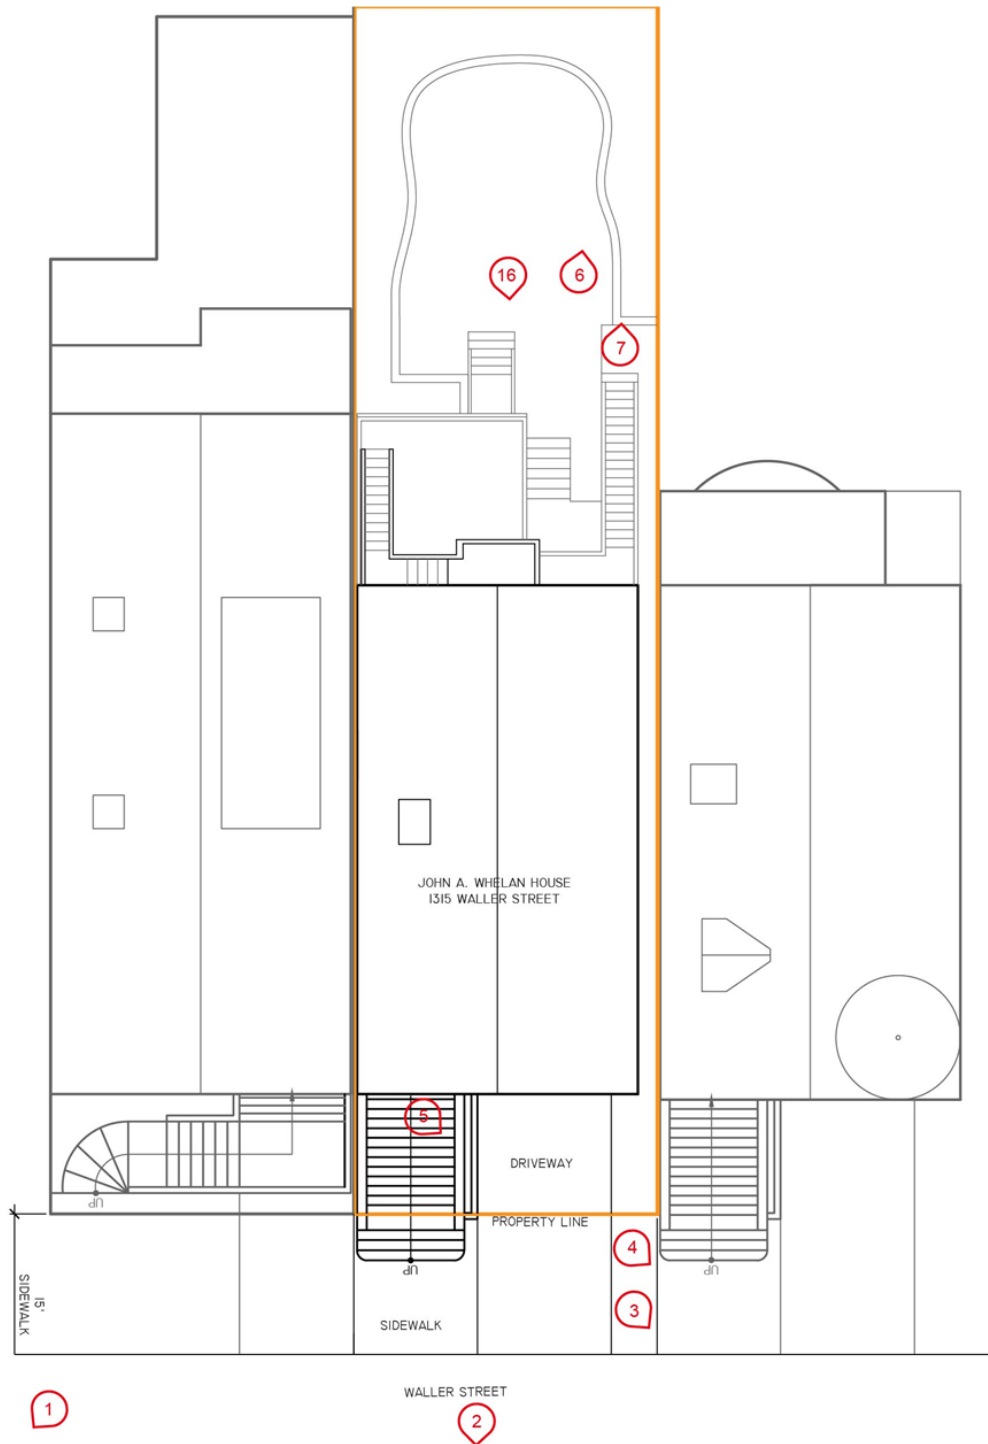 16
6
7
JOHN A. WHELAN HOUSE
1315 WALLER STREET
5
DRIVEWAY
UP
PROPERTY LINE
4
UP
UP
15'
SIDEWALK
3
SIDEWALK
WALLER STREET
1
2